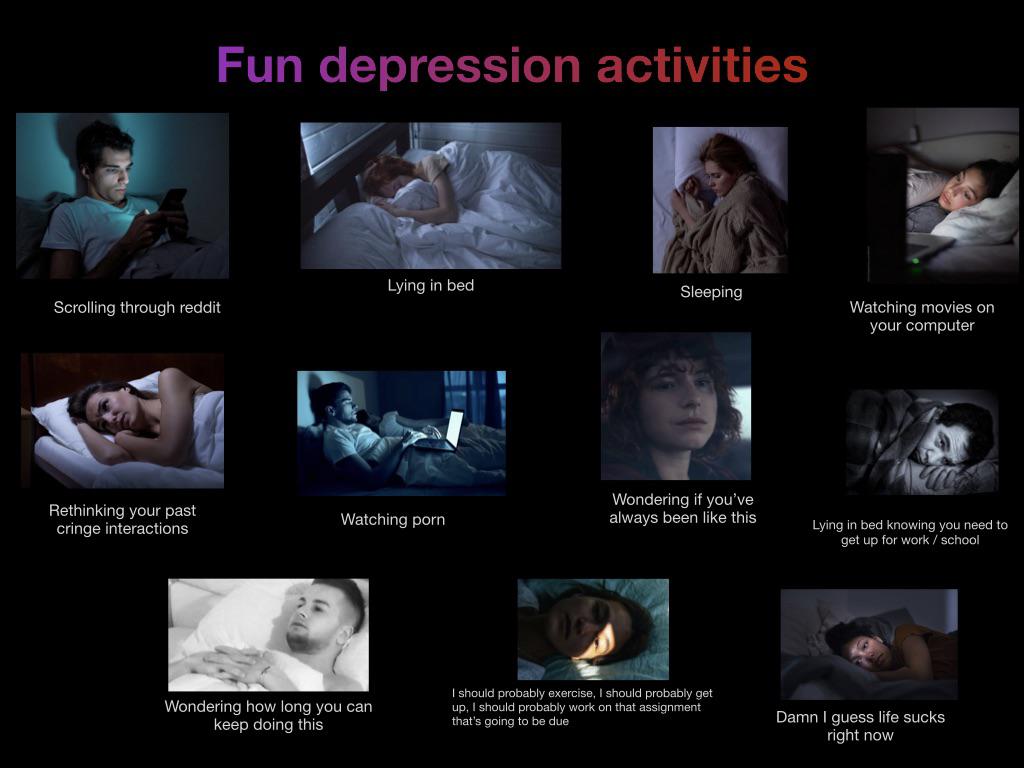 Fun depression activities
Scrolling through reddit
Lying in bed
Sleeping
Watching movies on
your computer
Rethinking your past
cringe interactions
Watching porn
Wondering if you’ve
always been like this
Lying in bed knowing you need to
get up for work / school
Wondering how long you can
keep doing this
I should probably exercise, I should probably get
up, I should probably work on that assignment
that’s going to be due
Damn I guess life sucks
right now